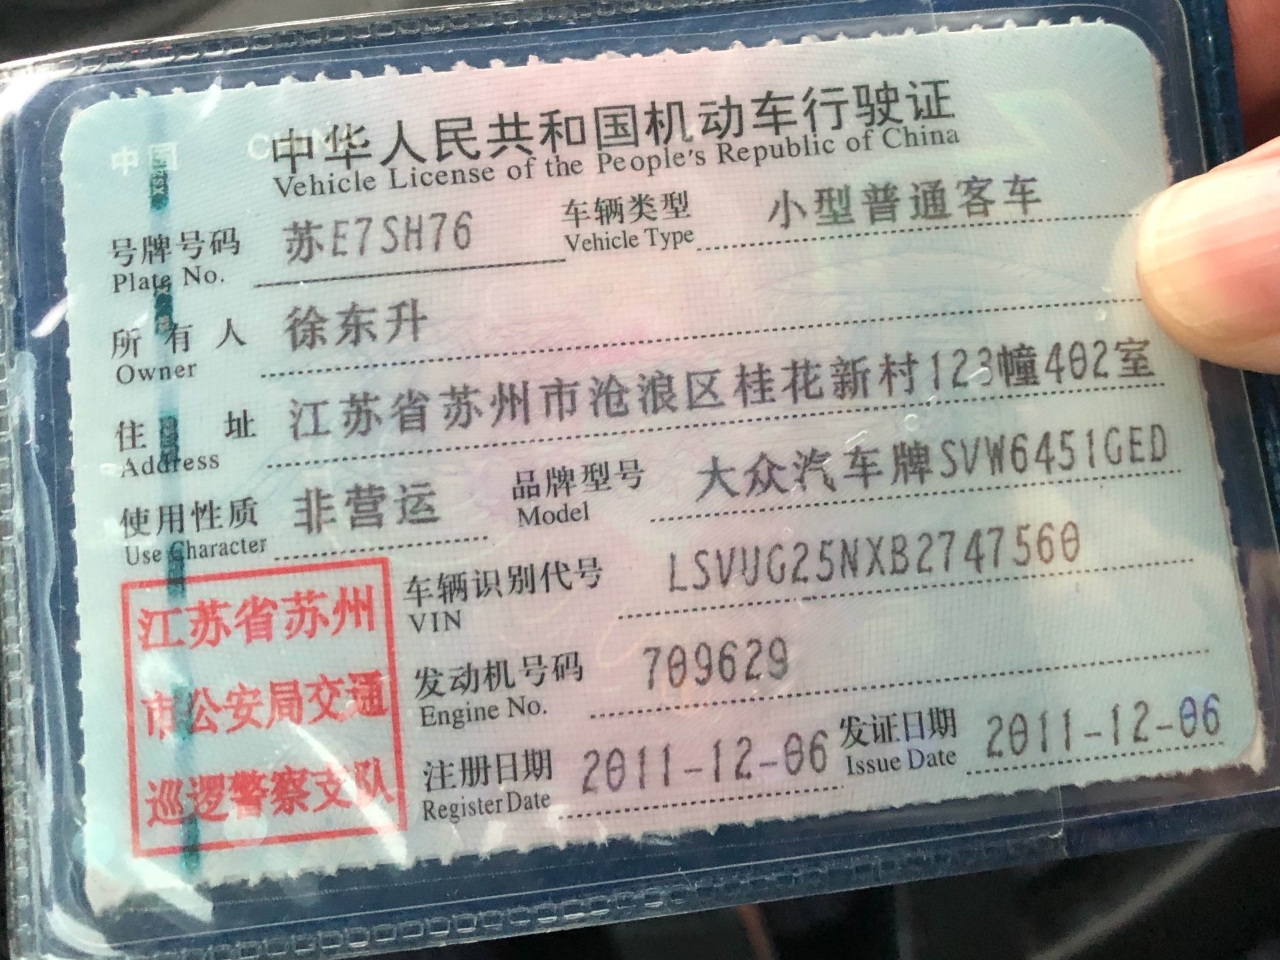 中国 CHINA
中华人民共和国机动车行驶证
Vehicle License of the People's Republic of China
号牌号码 苏E7SH76 车辆类型 小型普通客车
Plate No. Vehicle Type
所有人 徐东升
Owner
住址 江苏省苏州市沧浪区桂花新村123幢402室
Address
使用性质 非营运 品牌型号 大众汽车牌SVW6451GED
Use Character Model
车辆识别代号 LSVUG25NXB2747560
VIN
发动机号码 709629
Engine No.
注册日期 2011-12-06 发证日期 2011-12-06
Register Date Issue Date
江苏省苏州
市公安局交通
巡逻警察支队